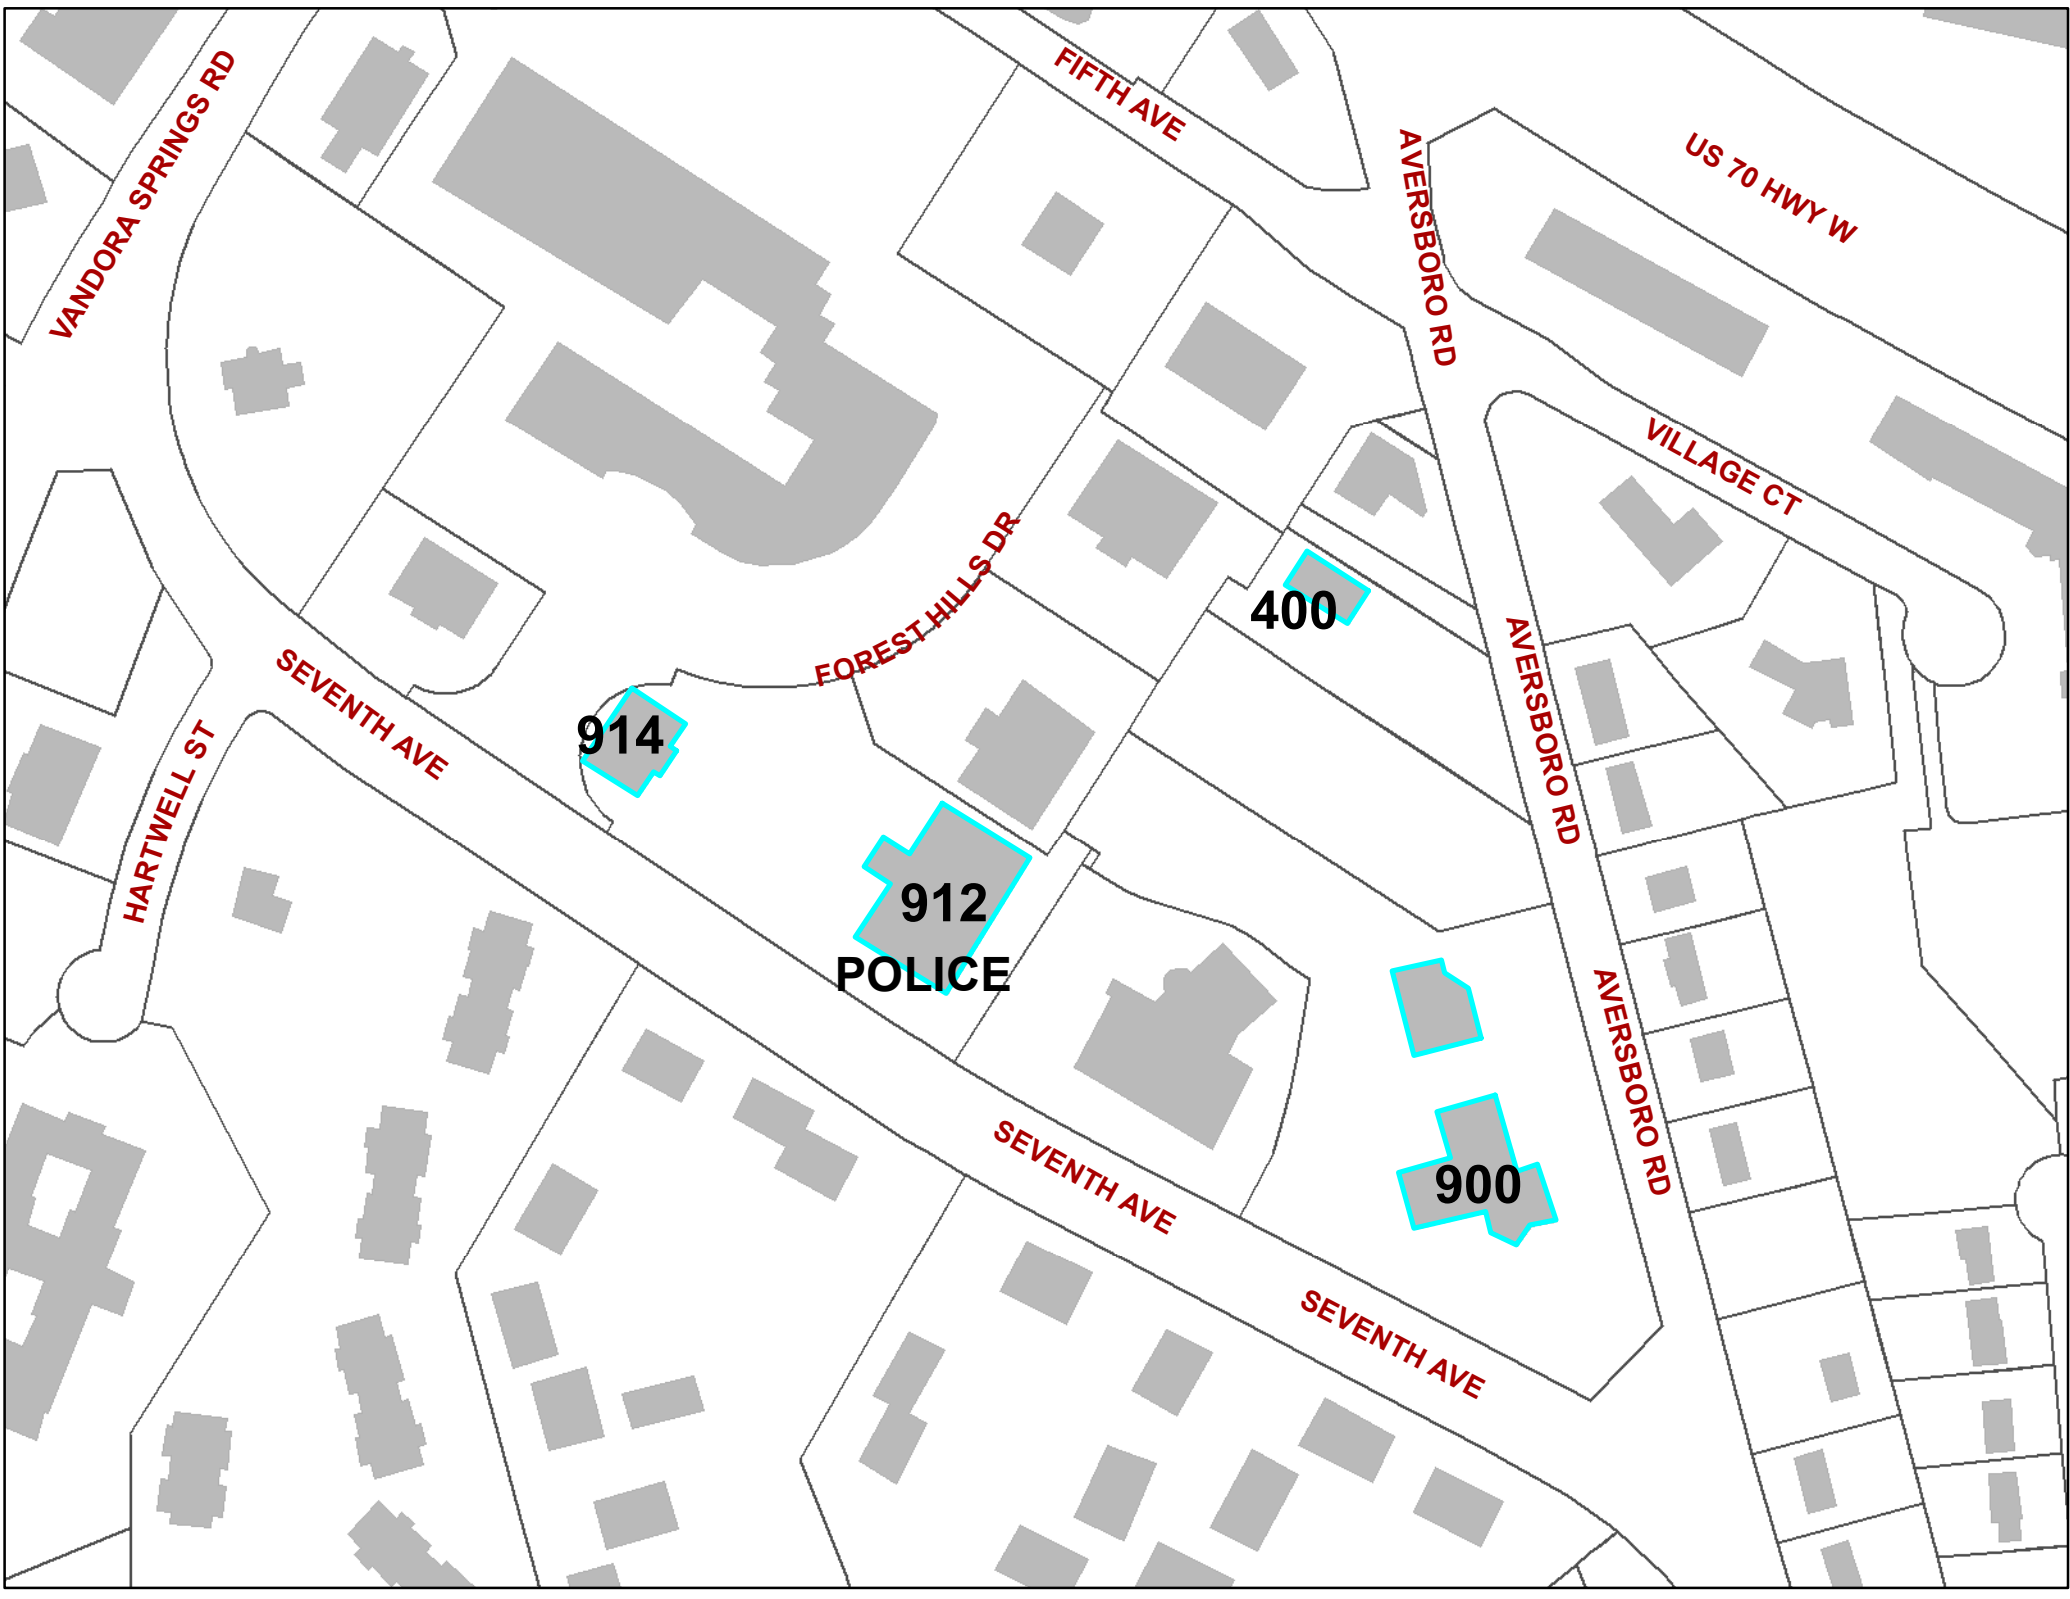 FIFTH AVE
VANDORA SPRINGS RD
AVERSBORO RD
US 70 HWY W
VILLAGE CT
FOREST HILLS DR
400
SEVENTH AVE
914
AVERSBORO RD
HARTWELL ST
912
POLICE
AVERSBORO RD
SEVENTH AVE
900
SEVENTH AVE